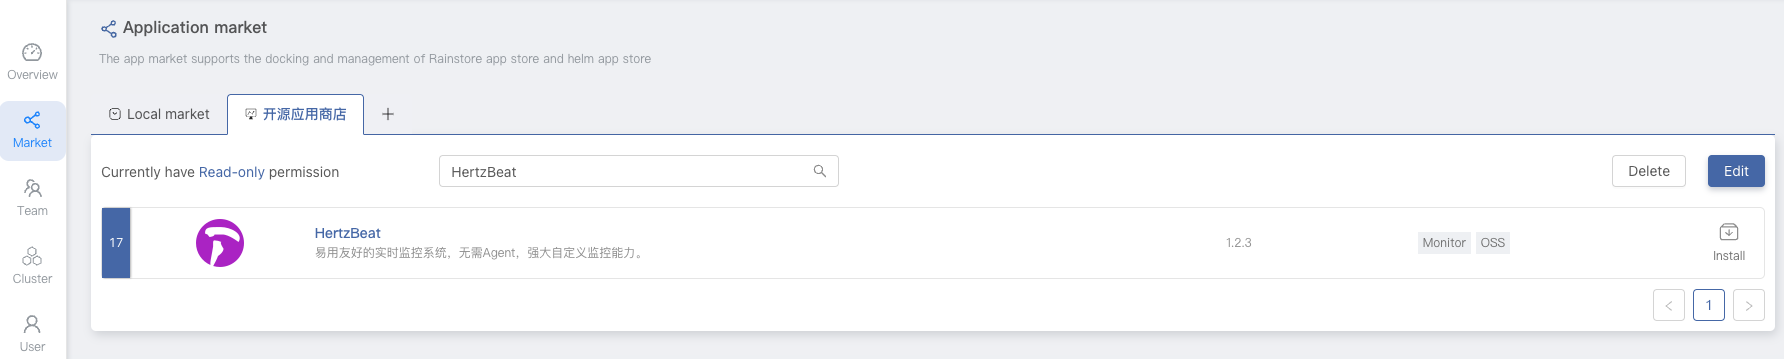 Overview
Market
Team
Cluster
User
Application market
The app market supports the docking and management of Rainstore app store and helm app store
Local market
开源应用商店
Currently have Read-only permission
HertzBeat
Delete
Edit
17
HertzBeat
易用友好的实时监控系统，无需Agent，强大自定义监控能力。
1.2.3
Monitor
OSS
Install
1